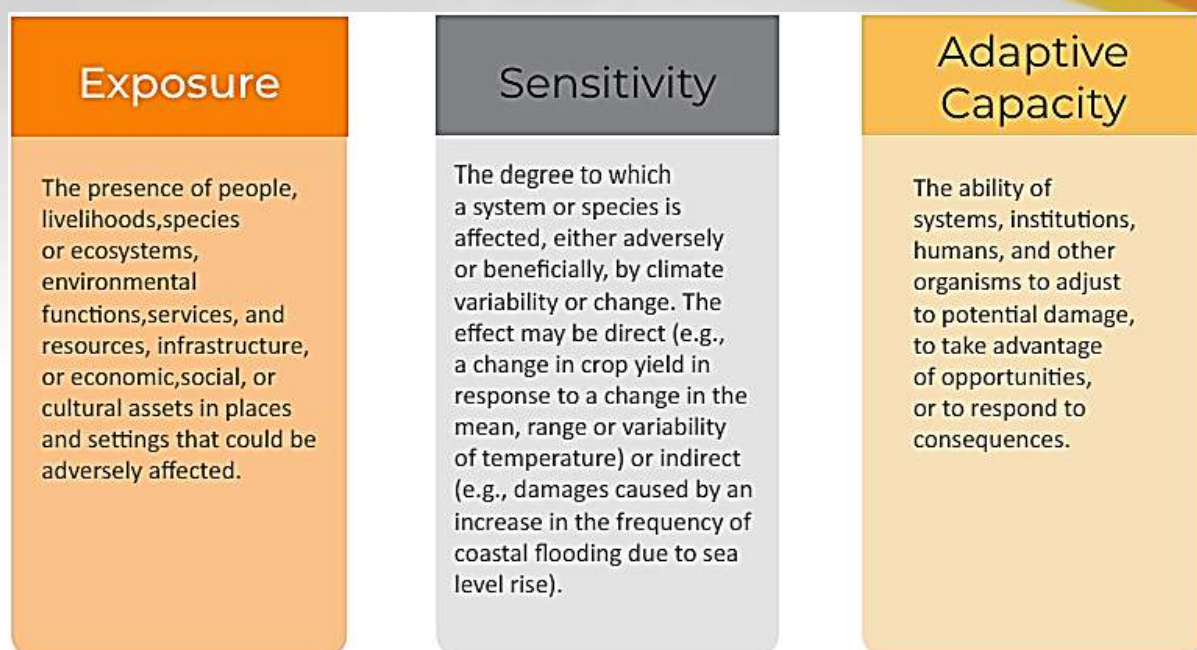 Exposure
The presence of people,
livelihoods,species
or ecosystems,
environmental
functions,services, and
resources, infrastructure,
or economic,social, or
cultural assets in places
and settings that could be
adversely affected.
Sensitivity
The degree to which
a system or species is
affected, either adversely
or beneficially, by climate
variability or change. The
effect may be direct (e.g.,
a change in crop yield in
response to a change in the
mean, range or variability
of temperature) or indirect
(e.g., damages caused by an
increase in the frequency of
coastal flooding due to sea
level rise).
Adaptive
Capacity
The ability of
systems, institutions,
humans, and other
organisms to adjust
to potential damage,
to take advantage
of opportunities,
or to respond to
consequences.